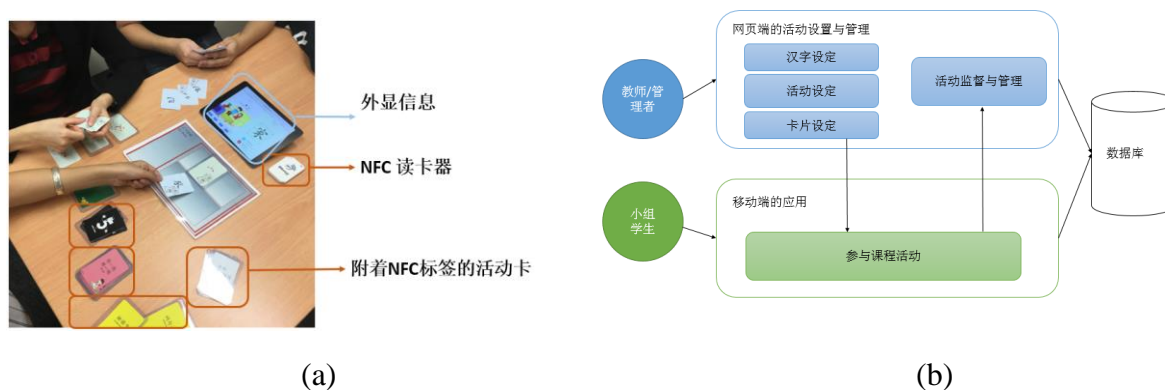 外显信息
NFC 读卡器
附着NFC标签的活动卡
(a)
教师/管
理者
网页端的活动设置与管理
汉字设定
活动设定
卡片设定
活动监督与管理
小组
学生
移动端的应用
参与课程活动
数据库
(b)